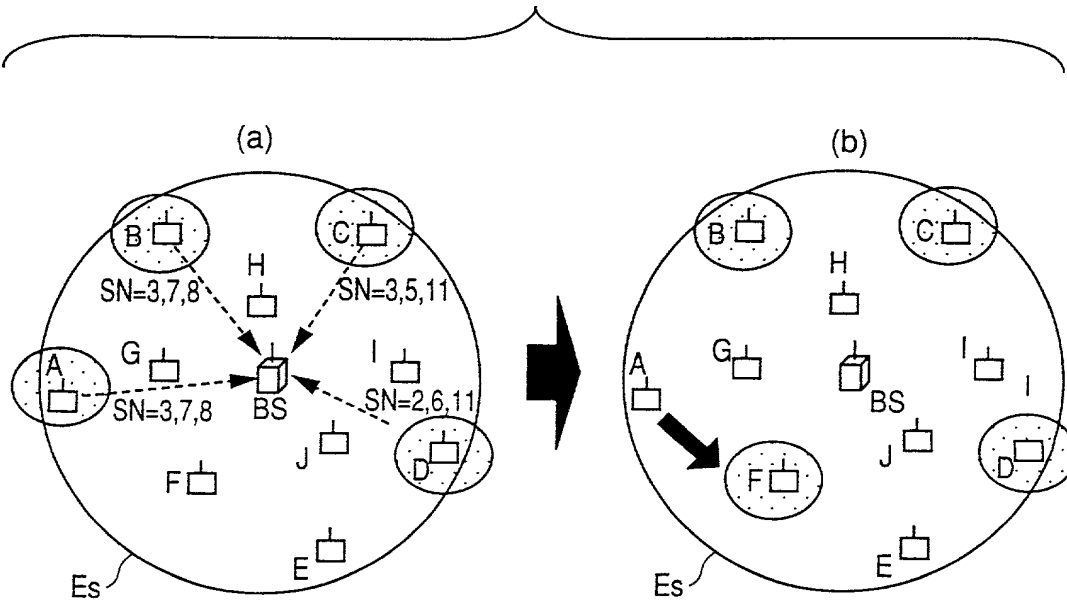 (a)
B
C
H
SN=3,7,8
SN=3,5,11
A
G
I
BS
SN=3,7,8
SN=2,6,11
J
D
F
E
Es
(b)
B
C
H
A
G
I
BS
I
J
D
F
E
Es